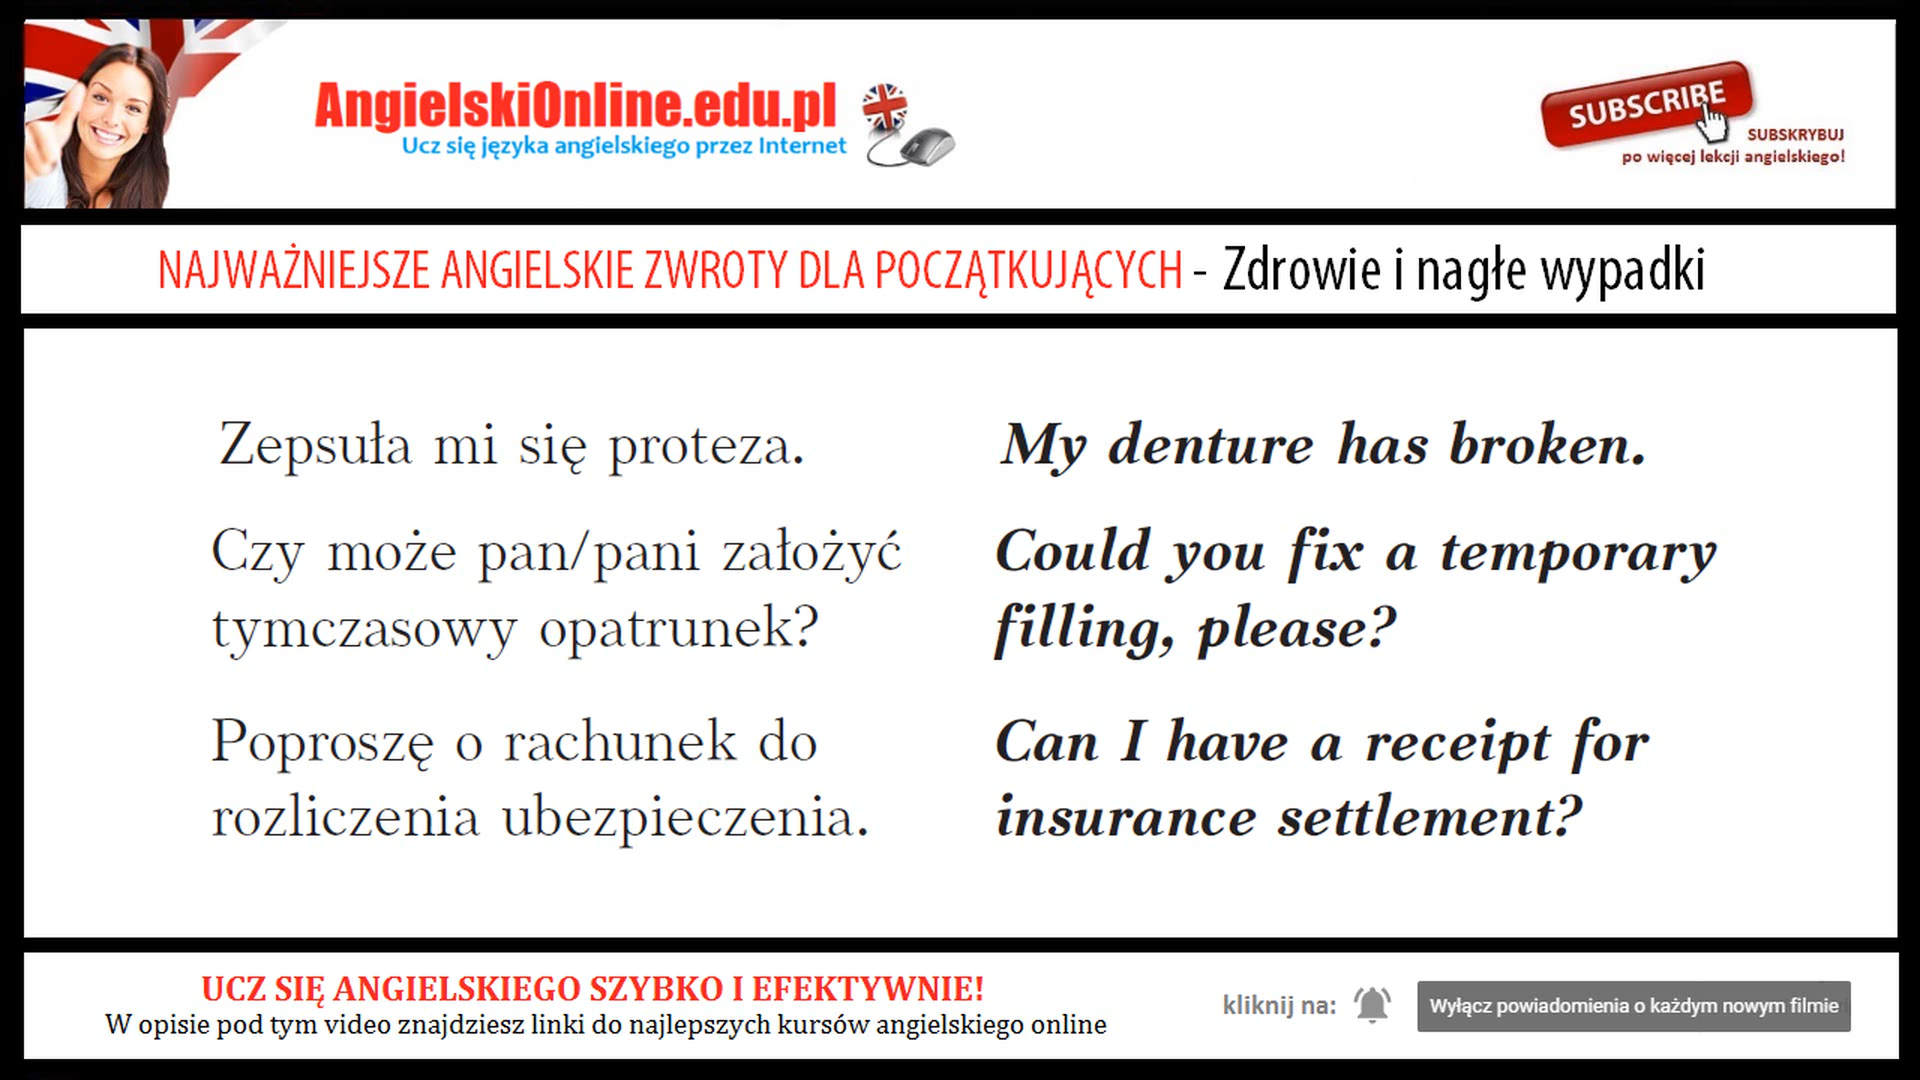 AngielskiOnline.edu.pl
Ucz się języka angielskiego przez Internet
SUBSCRIBE
SUBSKRYBUJ
po więcej lekcji angielskiego!
NAJWAŻNIEJSZE ANGIELSKIE ZWROTY DLA POCZĄTKUJĄCYCH - Zdrowie i nagłe wypadki
Zepsuła mi się proteza.
My denture has broken.
Czy może pan/pani założyć
tymczasowy opatrunek?
Could you fix a temporary
filling, please?
Poproszę o rachunek do
rozliczenia ubezpieczenia.
Can I have a receipt for
insurance settlement?
UCZ SIĘ ANGIELSKIEGO SZYBKO I EFEKTYWNIE!
W opisie pod tym video znajdziesz linki do najlepszych kursów angielskiego online
kliknij na:
Wyłącz powiadomienia o każdym nowym filmie